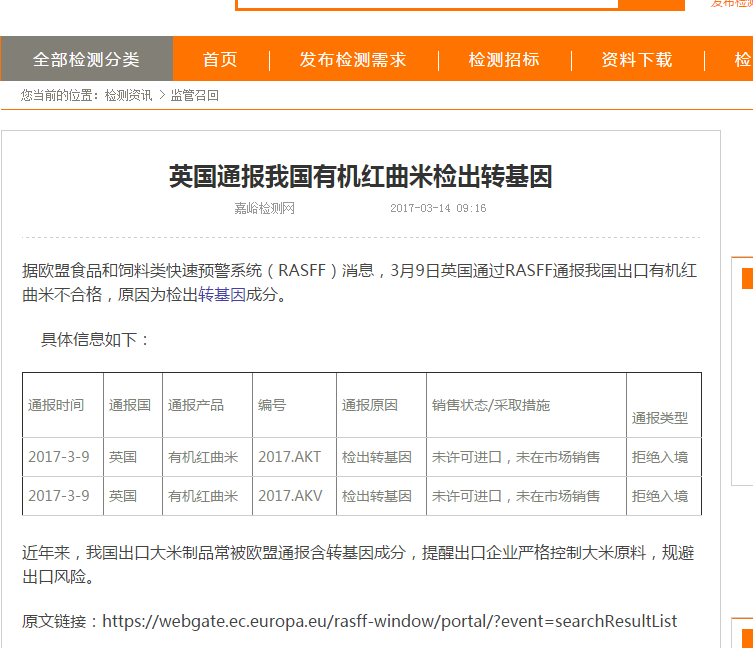 发布检测
全部检测分类 首页 发布检测需求 检测招标 资料下载 检
您当前的位置：检测资讯 > 监管召回
英国通报我国有机红曲米检出转基因
嘉峪检测网 2017-03-14 09:16
据欧盟食品和饲料类快速预警系统（RASFF）消息，3月9日英国通过RASFF通报我国出口有机红
曲米不合格，原因为检出转基因成分。
具体信息如下：
通报时间 通报国 通报产品 编号 通报原因 销售状态/采取措施 通报类型
2017-3-9 英国 有机红曲米 2017.AKT 检出转基因 未许可进口，未在市场销售 拒绝入境
2017-3-9 英国 有机红曲米 2017.AKV 检出转基因 未许可进口，未在市场销售 拒绝入境
近年来，我国出口大米制品常被欧盟通报含转基因成分，提醒出口企业严格控制大米原料，规避
出口风险。
原文链接：https://webgate.ec.europa.eu/rasff-window/portal/?event=searchResultList